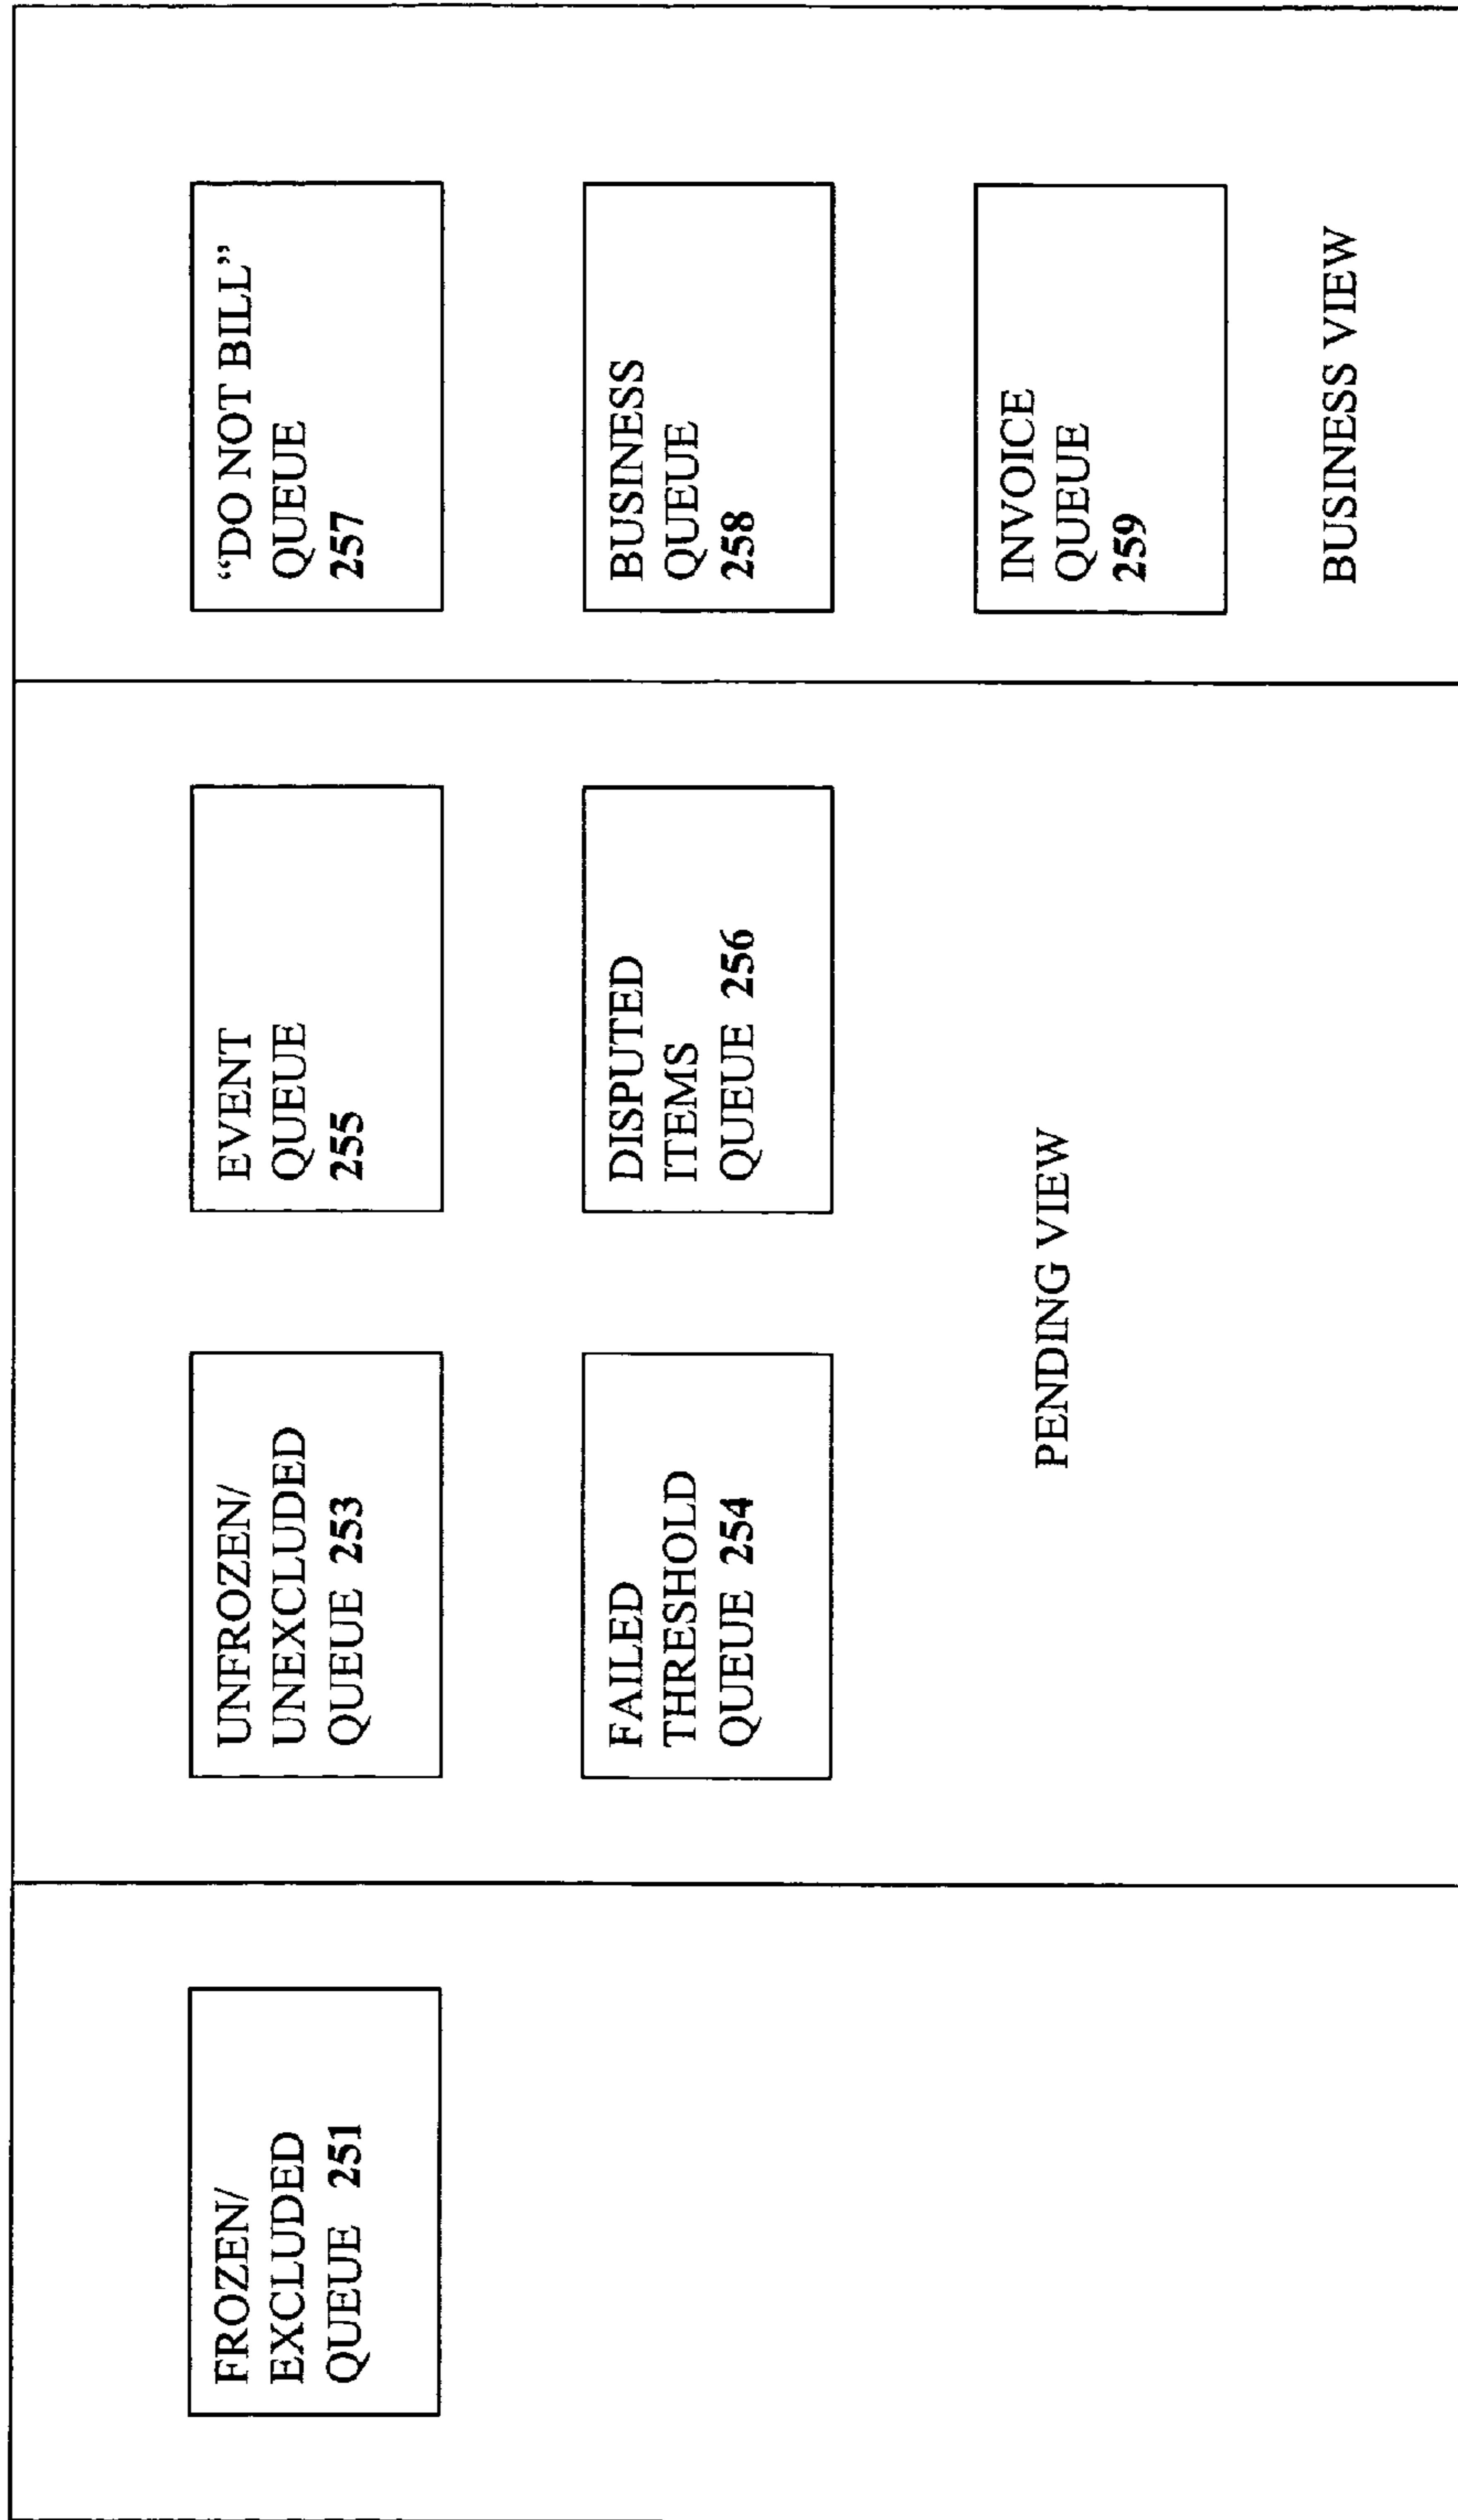 FROZEN/
EXCLUDED
QUEUE 251
UNFROZEN/
UNEXCLUDED
QUEUE 253
FAILED
THRESHOLD
QUEUE 254
EVENT
QUEUE
255
DISPUTED
ITEMS
QUEUE 256
PENDING VIEW
“DO NOT BILL”
QUEUE
257
BUSINESS
QUEUE
258
INVOICE
QUEUE
259
BUSINESS VIEW